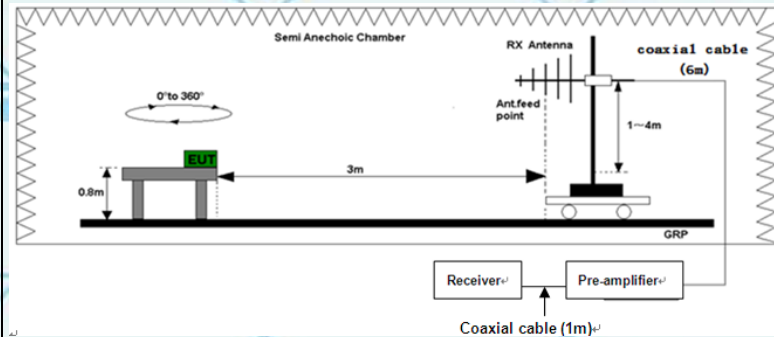 Semi Anechoic Chamber
RX Antenna
coaxial cable
(6m)
0°to 360°
Ant.feed
point
1～4m
EUT
3m
0.8m
GRP
Receiver↵
Pre-amplifier↵
Coaxial cable (1m)↵
↵